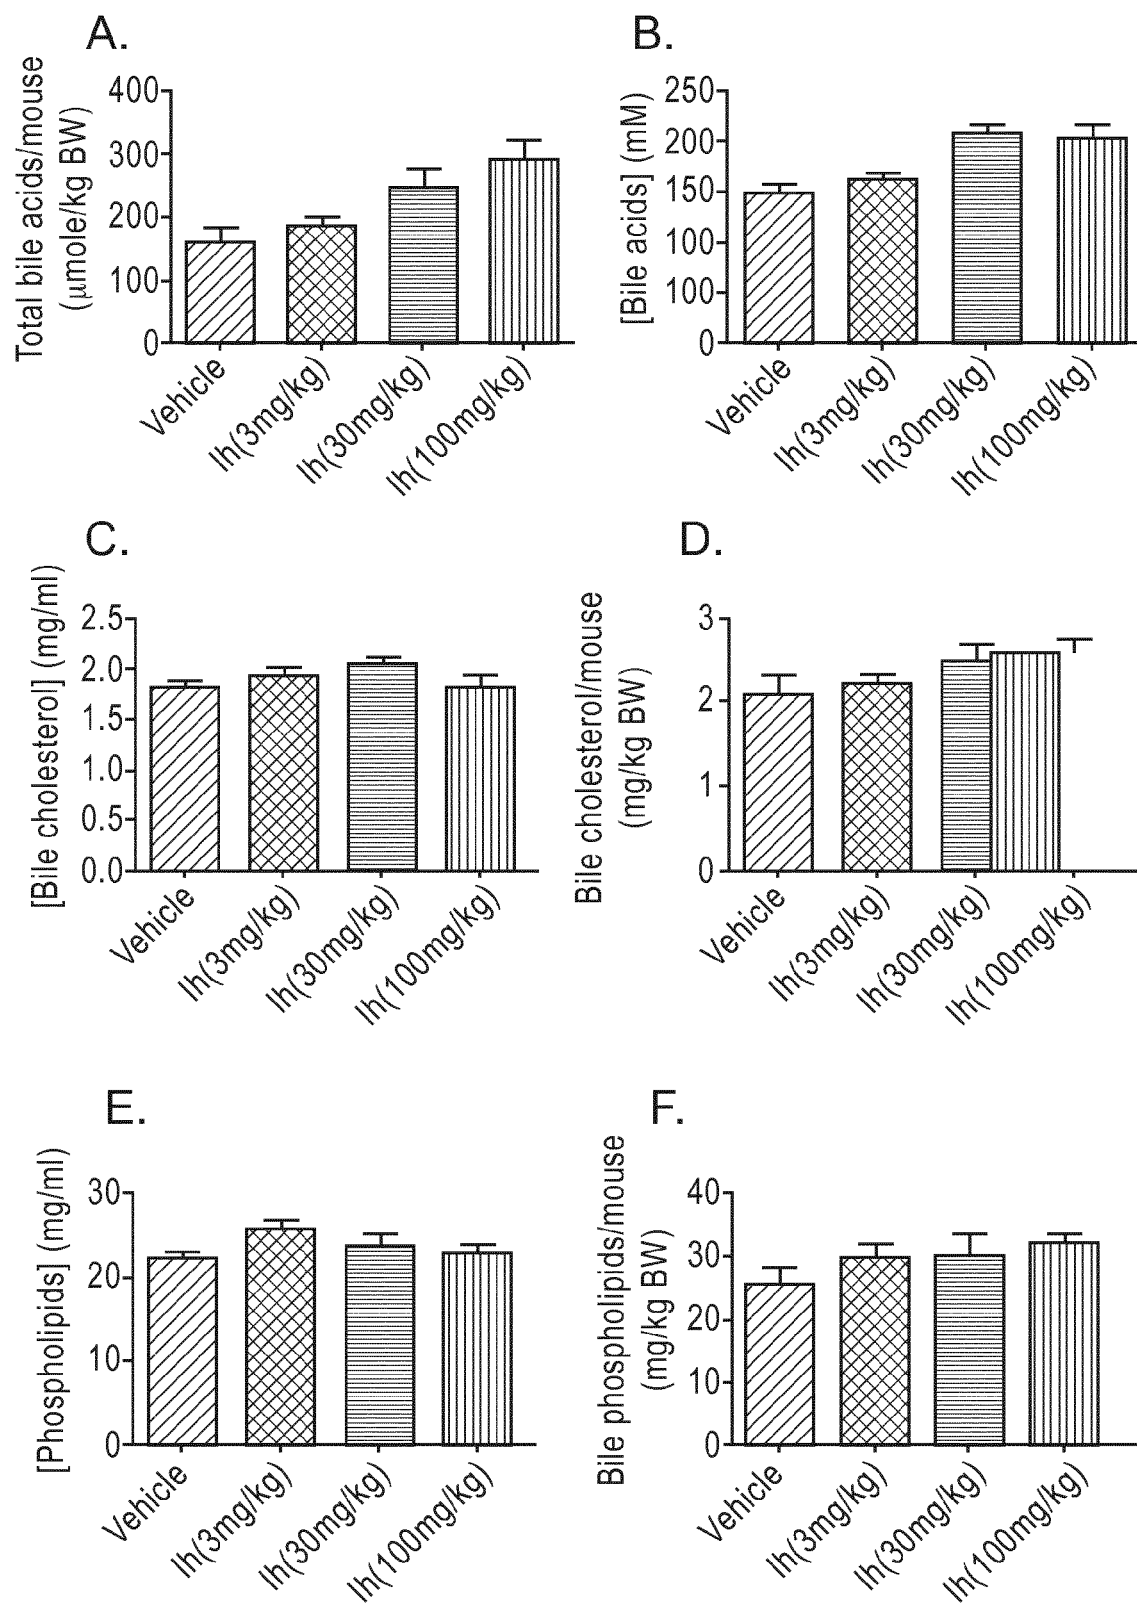 A.
Total bile acids/mouse
(μmole/kg BW)
400
300
200
100
0
Vehicle
Ih(3mg/kg)
Ih(30mg/kg)
Ih(100mg/kg)
B.
[Bile acids] (mM)
250
200
150
100
100
0
Vehicle
Ih(3mg/kg)
Ih(30mg/kg)
Ih(100mg/kg)
C.
[Bile cholesterol] (mg/ml)
2.5
2.0
1.5
1.0
0.5
0.0
Vehicle
Ih(3mg/kg)
Ih(30mg/kg)
Ih(100mg/kg)
D.
Bile cholesterol/mouse
(mg/kg BW)
3
2
1
0
Vehicle
Ih(3mg/kg)
Ih(30mg/kg)
Ih(100mg/kg)
E.
[Phospholipids] (mg/ml)
30
20
10
0
Vehicle
Ih(3mg/kg)
Ih(30mg/kg)
Ih(100mg/kg)
F.
Bile phospholipids/mouse
(mg/kg BW)
40
30
20
10
0
Vehicle
Ih(3mg/kg)
Ih(30mg/kg)
Ih(100mg/kg)